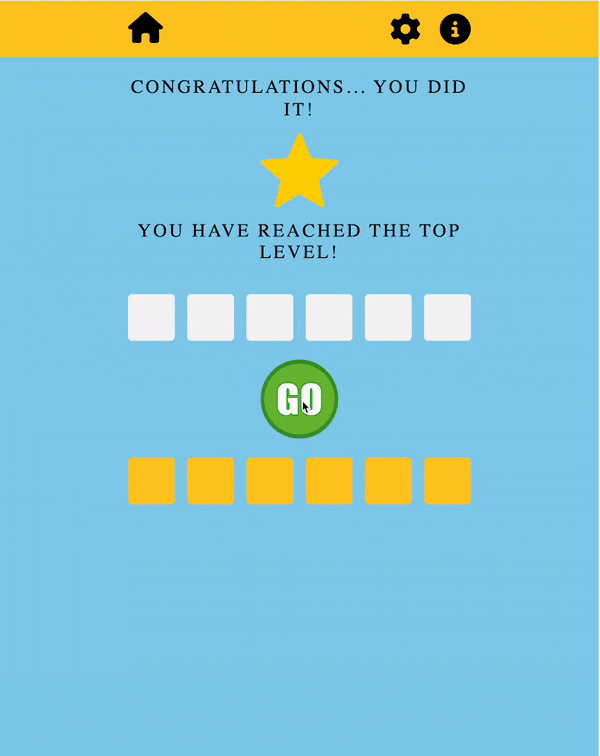 CONGRATULATIONS... YOU DID
IT!
YOU HAVE REACHED THE TOP
LEVEL!
GO